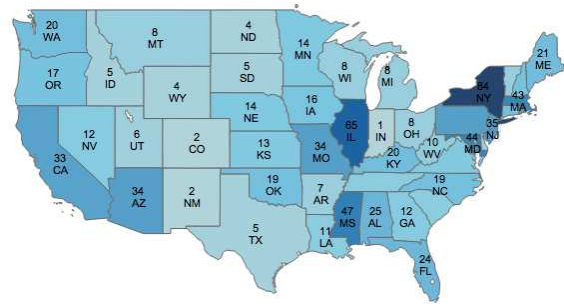 20
WA
8
MT
4
ND
14
MN
21
ME
17
OR
5
ID
5
SD
8
WI
8
MI
84
NY
43
MA
4
WY
14
NE
16
IA
35
NJ
12
NV
6
UT
2
CO
65
IL
1
IN
8
OH
44
MD
33
CA
13
KS
34
MO
20
KY
10
WV
34
AZ
2
NM
19
OK
7
AR
19
NC
5
TX
11
LA
47
MS
25
AL
12
GA
24
FL